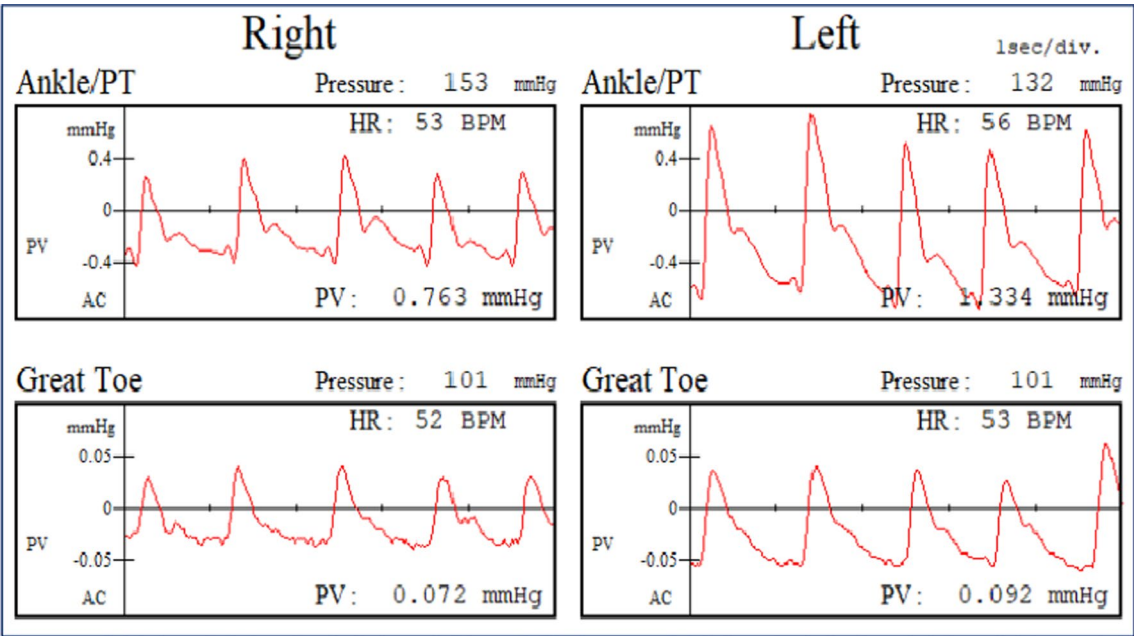 Right Left 1sec/div.
Ankle/PT Pressure: 153 mmHg Ankle/PT Pressure: 132 mmHg
mmHg HR: 53 BPM mmHg HR: 56 BPM
0.4 0.4
0 0
PV PV
-0.4 -0.4
AC PV: 0.763 mmHg AC PV: 1.334 mmHg
Great Toe Pressure: 101 mmHg Great Toe Pressure: 101 mmHg
mmHg HR: 52 BPM mmHg HR: 53 BPM
0.05 0.05
0 0
PV PV
-0.05 -0.05
AC PV: 0.072 mmHg AC PV: 0.092 mmHg